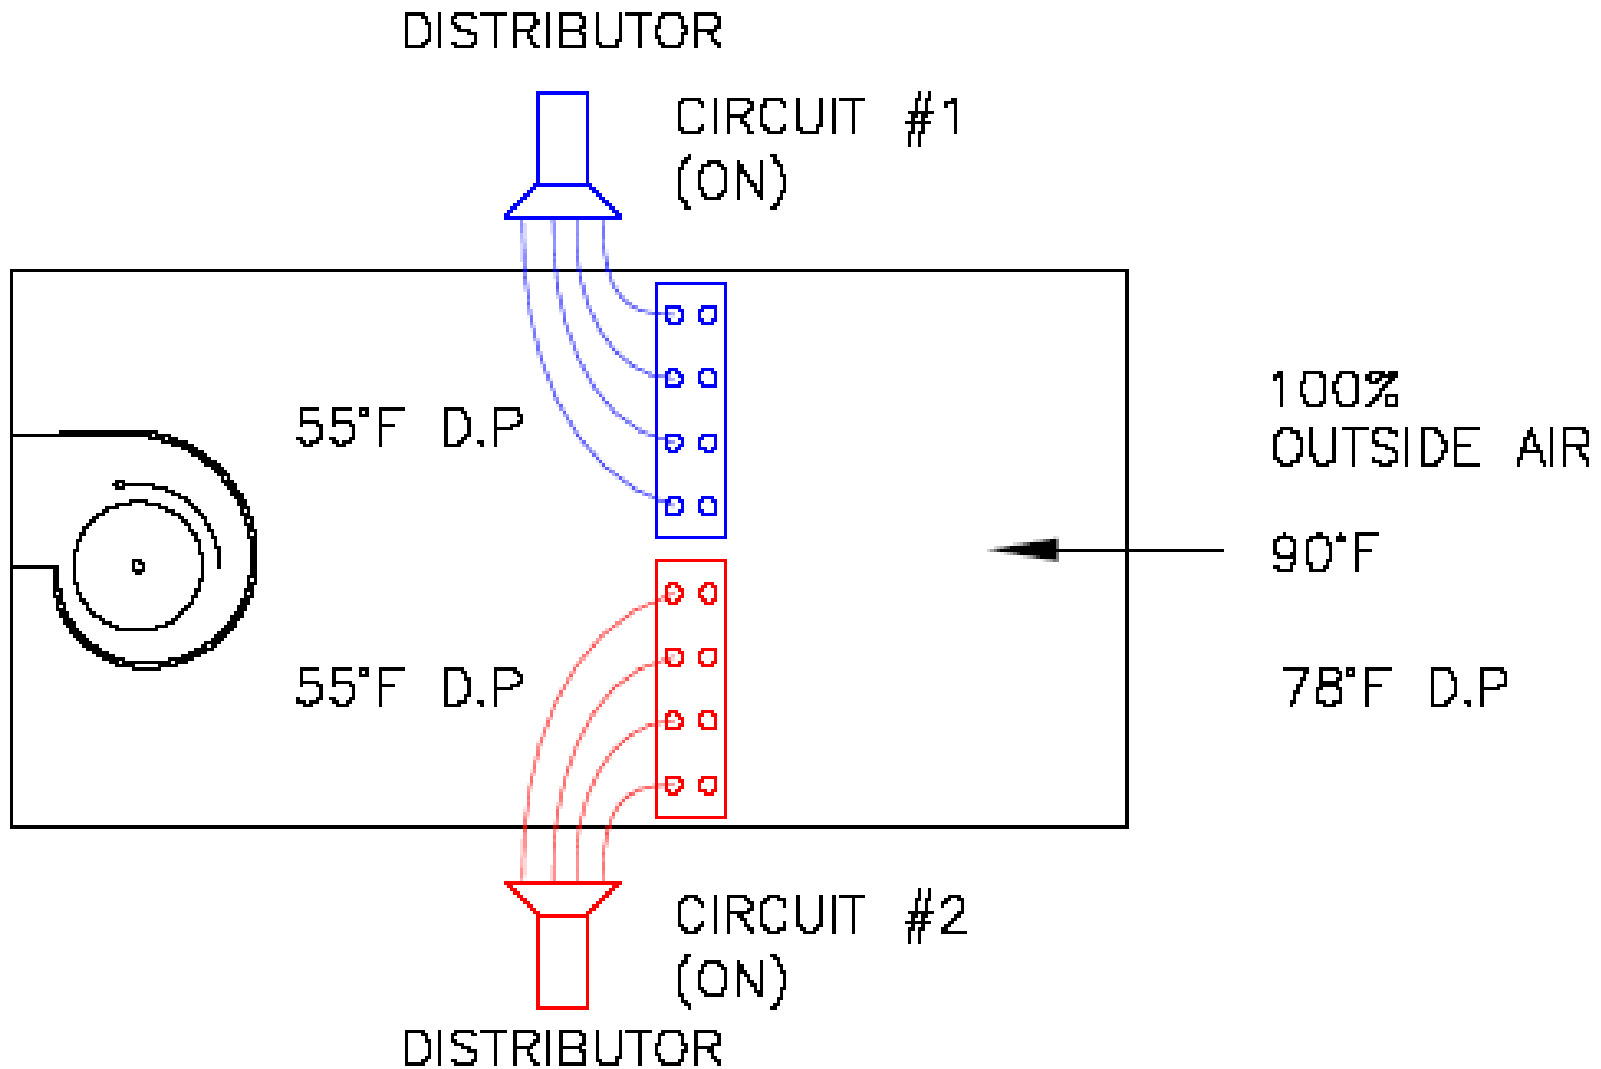 DISTRIBUTOR
CIRCUIT #1
(ON)
55°F D.P
100%
OUTSIDE AIR
90°F
55°F D.P
78°F D.P
CIRCUIT #2
(ON)
DISTRIBUTOR